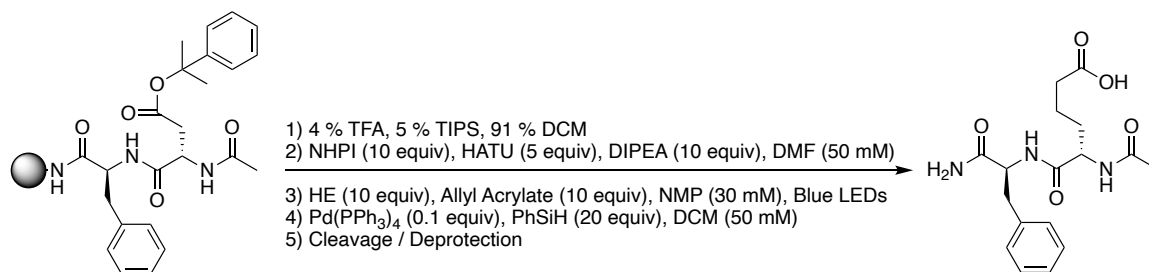 O
O
O
N
H
H
N
O
O
N
H
1) 4 % TFA, 5 % TIPS, 91 % DCM
2) NHPI (10 equiv), HATU (5 equiv), DIPEA (10 equiv), DMF (50 mM)
3) HE (10 equiv), Allyl Acrylate (10 equiv), NMP (30 mM), Blue LEDs
4) Pd(PPh3)4 (0.1 equiv), PhSiH (20 equiv), DCM (50 mM)
5) Cleavage / Deprotection
O
OH
O
H2N
H
N
O
O
N
H